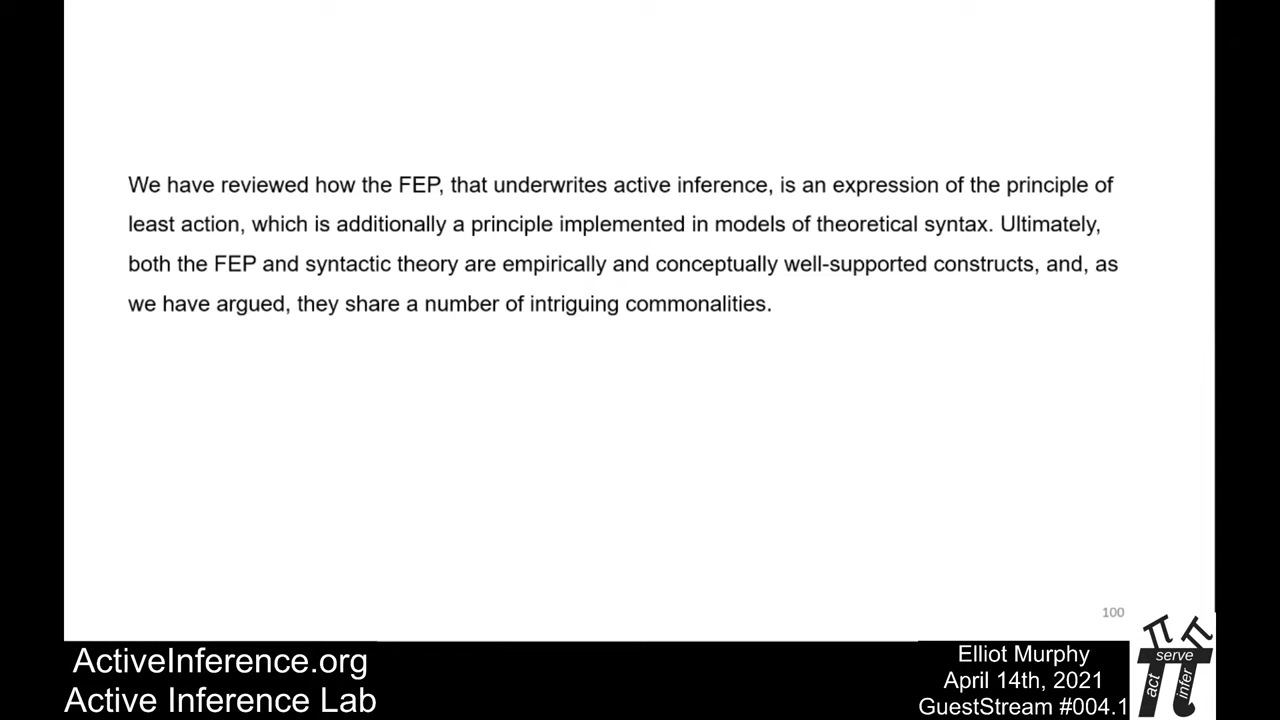 We have reviewed how the FEP, that underwrites active inference, is an expression of the principle of
least action, which is additionally a principle implemented in models of theoretical syntax. Ultimately,
both the FEP and syntactic theory are empirically and conceptually well-supported constructs, and, as
we have argued, they share a number of intriguing commonalities.
100
ActiveInference.org
Active Inference Lab
Elliot Murphy
April 14th, 2021
GuestStream #004.1
π π
serve
act
infer